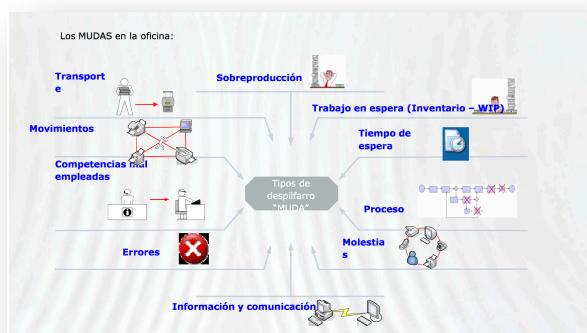 Los MUDAS en la oficina:
Transport
e
Sobreproducción
Trabajo en espera (Inventario – WIP)
Movimientos
Tiempo de
espera
Competencias mal
empleadas
Tipos de
despilfarro
"MUDA"
Proceso
Errores
Molestia
s
Información y comunicación